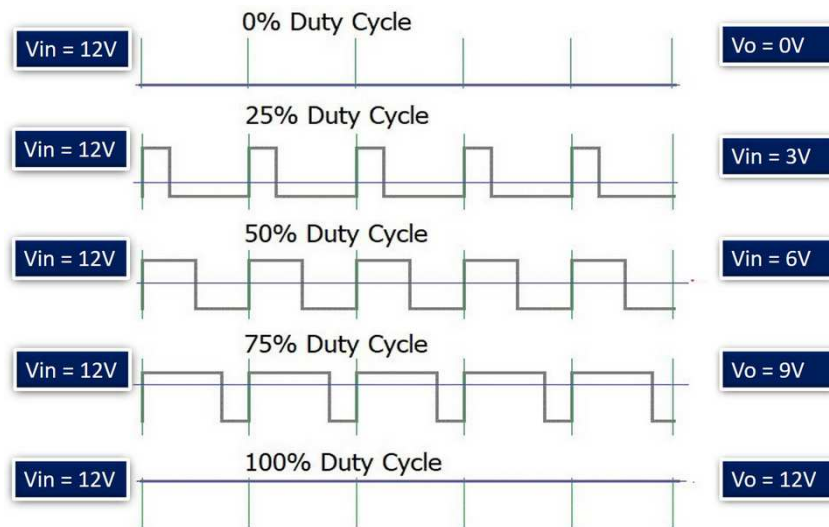 0% Duty Cycle
Vin = 12V
Vo = 0V
25% Duty Cycle
Vin = 12V
Vin = 3V
50% Duty Cycle
Vin = 12V
Vin = 6V
75% Duty Cycle
Vin = 12V
Vo = 9V
100% Duty Cycle
Vin = 12V
Vo = 12V